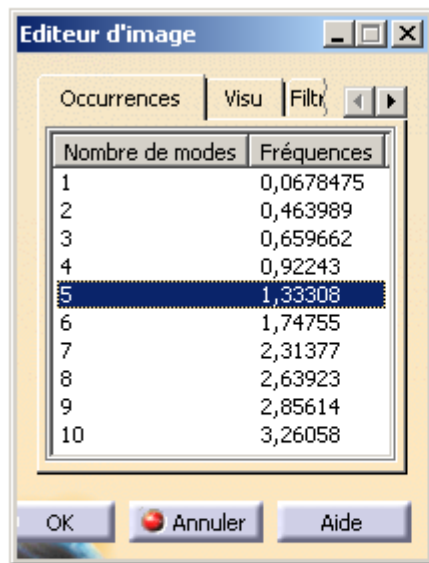 Editeur d'image
Occurrences Visu Filtr
Nombre de modes Fréquences
1 0,0678475
2 0,463989
3 0,659662
4 0,92243
5 1,33308
6 1,74755
7 2,31377
8 2,63923
9 2,85614
10 3,26058
OK Annuler Aide